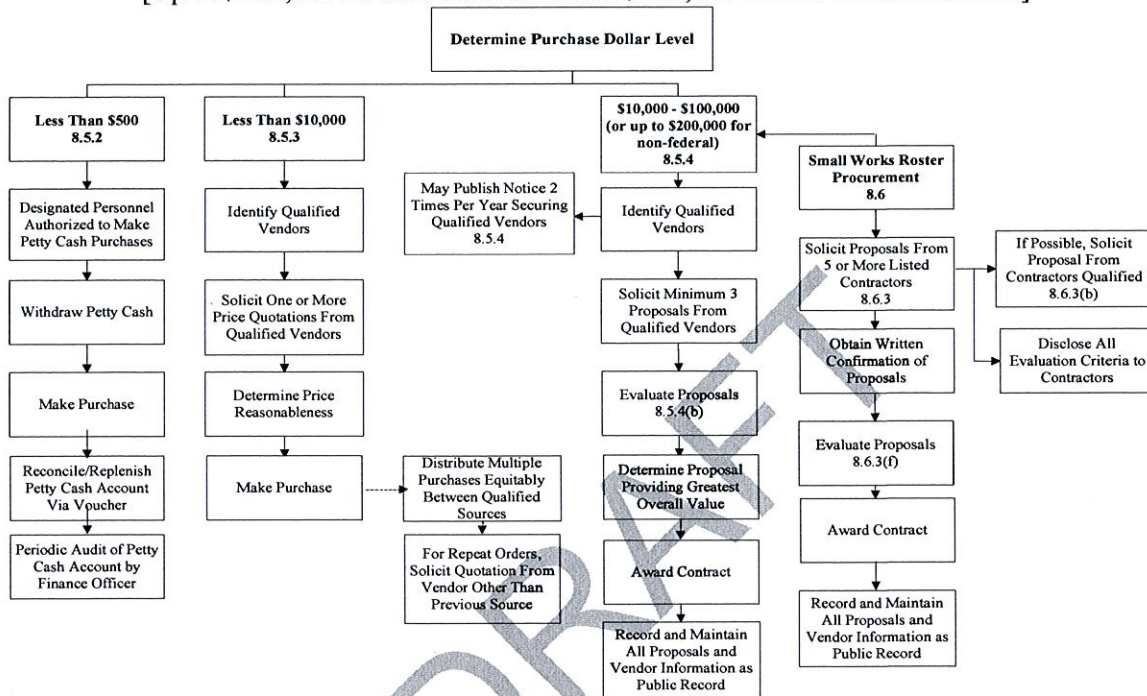 Determine Purchase Dollar Level
Less Than $500
8.5.2
Designated Personnel
Authorized to Make
Petty Cash Purchases
Withdraw Petty Cash
Make Purchase
Reconcile/Replenish
Petty Cash Account
Via Voucher
Periodic Audit of Petty
Cash Account by
Finance Officer
Less Than $10,000
8.5.3
Identify Qualified
Vendors
Solicit One or More
Price Quotations From
Qualified Vendors
Determine Price
Reasonableness
Make Purchase
Distribute Multiple
Purchases Equitably
Between Qualified
Sources
For Repeat Orders,
Solicit Quotation From
Vendor Other Than
Previous Source
$10,000 - $100,000
(or up to $200,000 for
non-federal)
8.5.4
May Publish Notice 2
Times Per Year Securing
Qualified Vendors
8.5.4
Identify Qualified
Vendors
Solicit Minimum 3
Proposals From
Qualified Vendors
Evaluate Proposals
8.5.4(b)
Determine Proposal
Providing Greatest
Overall Value
Award Contract
Record and Maintain
All Proposals and
Vendor Information as
Public Record
Small Works Roster
Procurement
8.6
Solicit Proposals From
5 or More Listed
Contractors
8.6.3
Obtain Written
Confirmation of
Proposals
Evaluate Proposals
8.6.3(f)
Award Contract
Record and Maintain
All Proposals and
Vendor Information as
Public Record
If Possible, Solicit
Proposal From
Contractors Qualified
8.6.3(b)
Disclose All
Evaluation Criteria to
Contractors
DRAFT